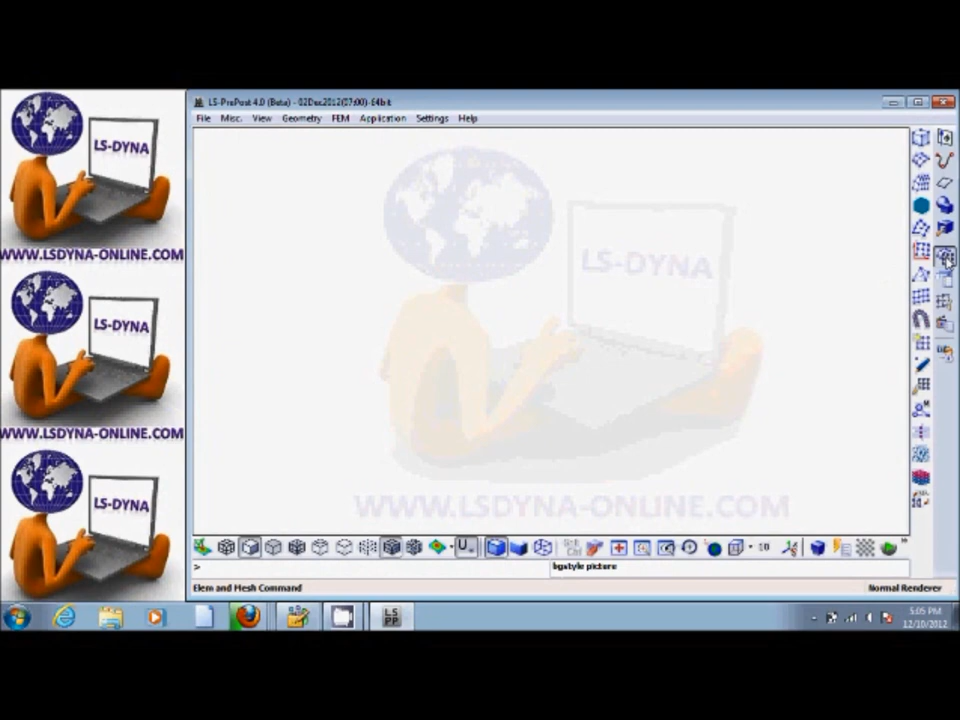 LS-DYNA
WWW.LSDYNA-ONLINE.COM
LS-DYNA
WWW.LSDYNA-ONLINE.COM
LS-DYNA
LS-PrePost 4.0 (Beta) - 02Dec2012(07:00)-64bit
File Misc. View Geometry FEM Application Settings Help
LS-DYNA
WWW.LSDYNA-ONLINE.COM
>
bgstyle picture
Elem and Mesh Command
Normal Renderer
LS
PP
5:05 PM
12/10/2012